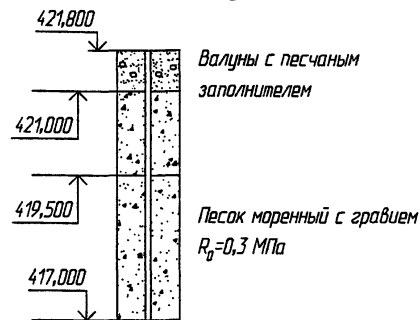 421,800
Валуны с песчаным
заполнителем
421,000
419,500
Песок моренный с гравием
R₀=0,3 МПа
417,000